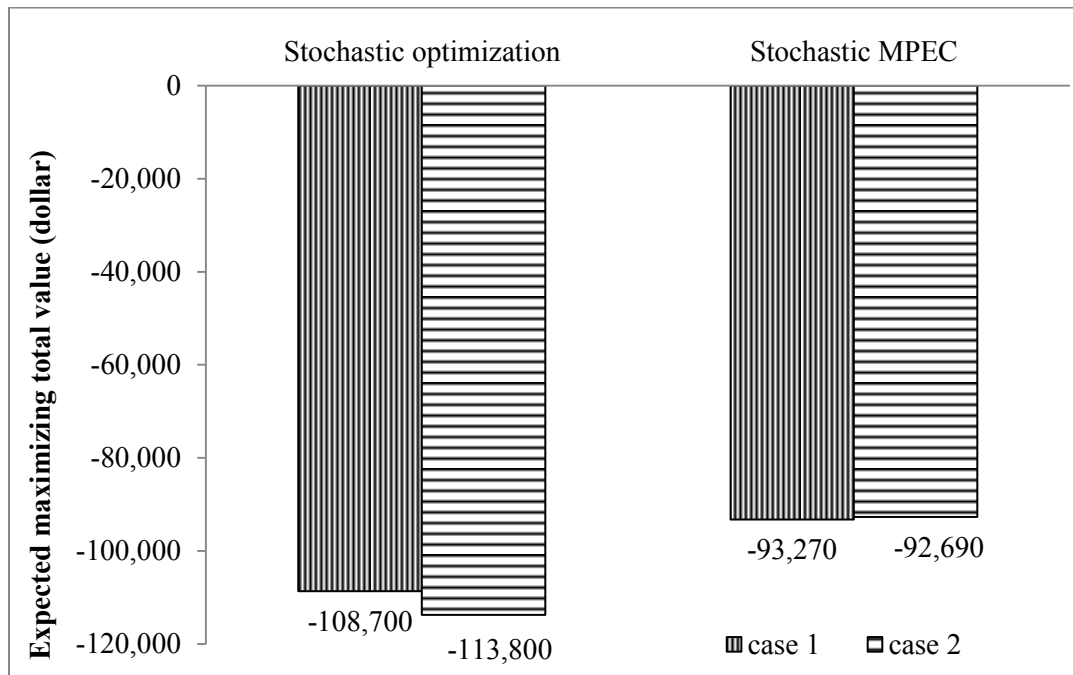 Stochastic optimization
Stochastic MPEC
Expected maximizing total value (dollar)
0
-20,000
-40,000
-60,000
-80,000
-100,000
-120,000
-108,700
-113,800
-93,270
-92,690
case 1
case 2